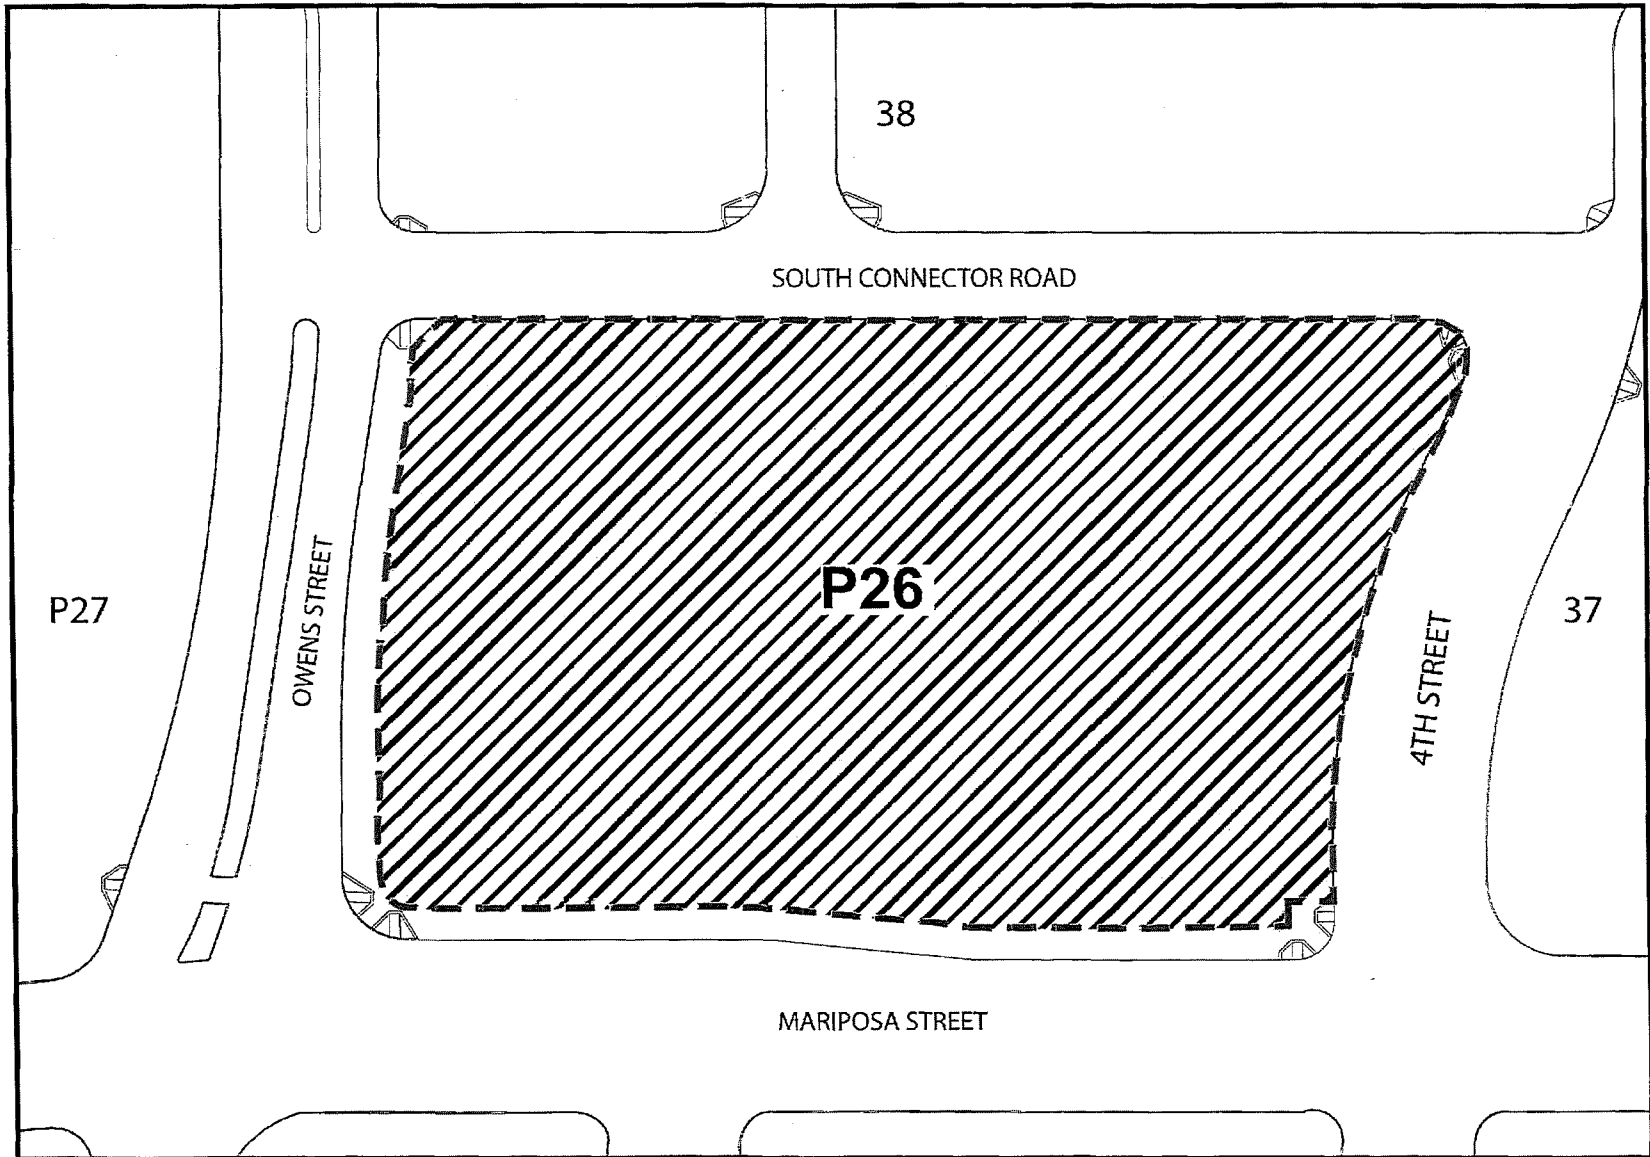 38
SOUTH CONNECTOR ROAD
P26
P27
OWENS STREET
37
4TH STREET
MARIPOSA STREET